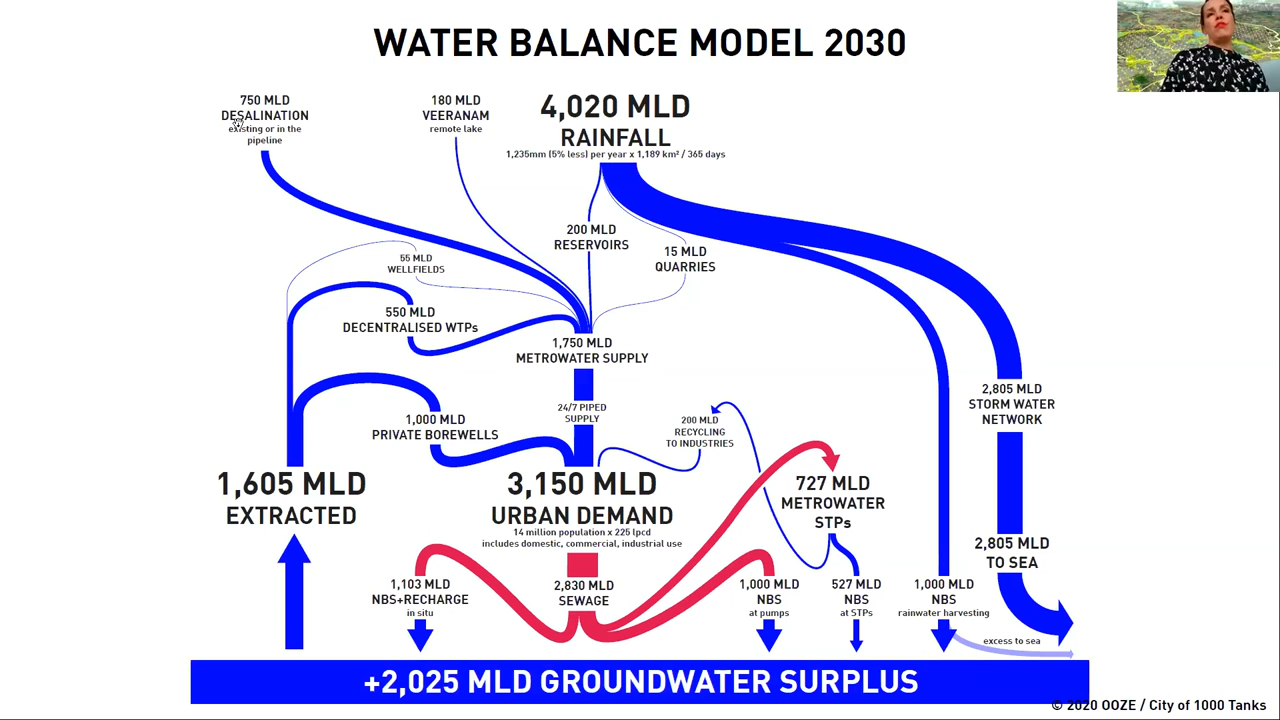 WATER BALANCE MODEL 2030
750 MLD
DESALINATION
existing or in the
pipeline
180 MLD
VEERANAM
remote lake
4,020 MLD
RAINFALL
1,235mm (5% less) per year x 1,189 km² / 365 days
200 MLD
RESERVOIRS
15 MLD
QUARRIES
55 MLD
WELLFIELDS
550 MLD
DECENTRALISED WTPs
1,750 MLD
METROWATER SUPPLY
24/7 PIPED
SUPPLY
1,000 MLD
PRIVATE BOREWELLS
200 MLD
RECYCLING
TO INDUSTRIES
2,805 MLD
STORM WATER
NETWORK
1,605 MLD
EXTRACTED
3,150 MLD
URBAN DEMAND
14 million population x 225 lpcd
includes domestic, commercial, industrial use
727 MLD
METROWATER
STPs
2,805 MLD
TO SEA
1,103 MLD
NBS+RECHARGE
in situ
2,830 MLD
SEWAGE
1,000 MLD
NBS
at pumps
527 MLD
NBS
at STPs
1,000 MLD
NBS
rainwater harvesting
excess to sea
+2,025 MLD GROUNDWATER SURPLUS
© 2020 OOZE / City of 1000 Tanks